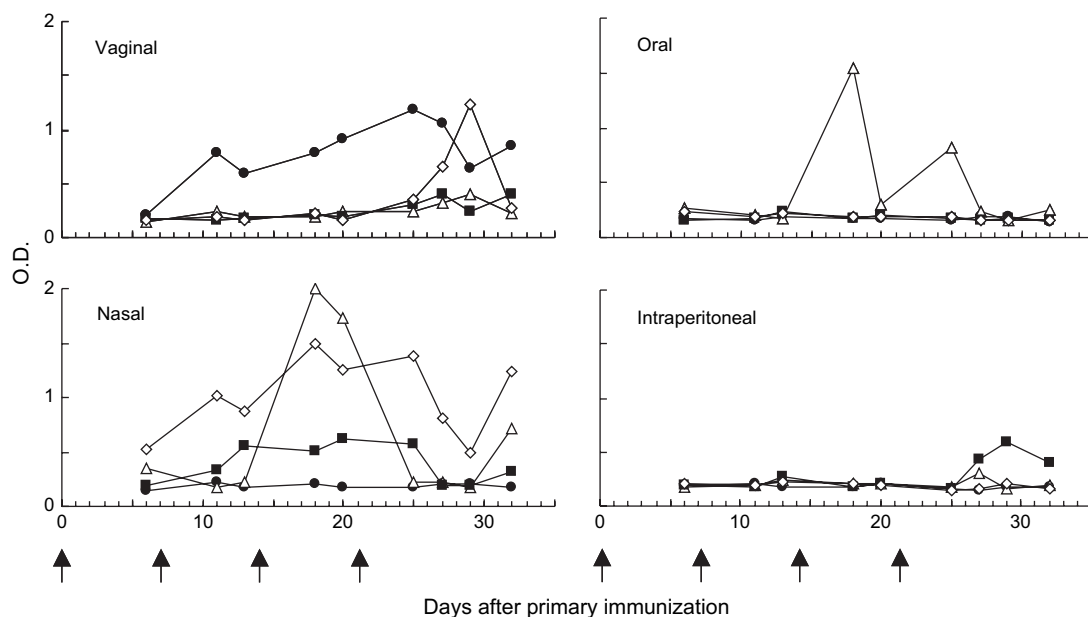 2
Vaginal
Oral
1
0
O.D.
2
Nasal
Intraperitoneal
1
0
0 10 20 30 0 10 20 30
Days after primary immunization